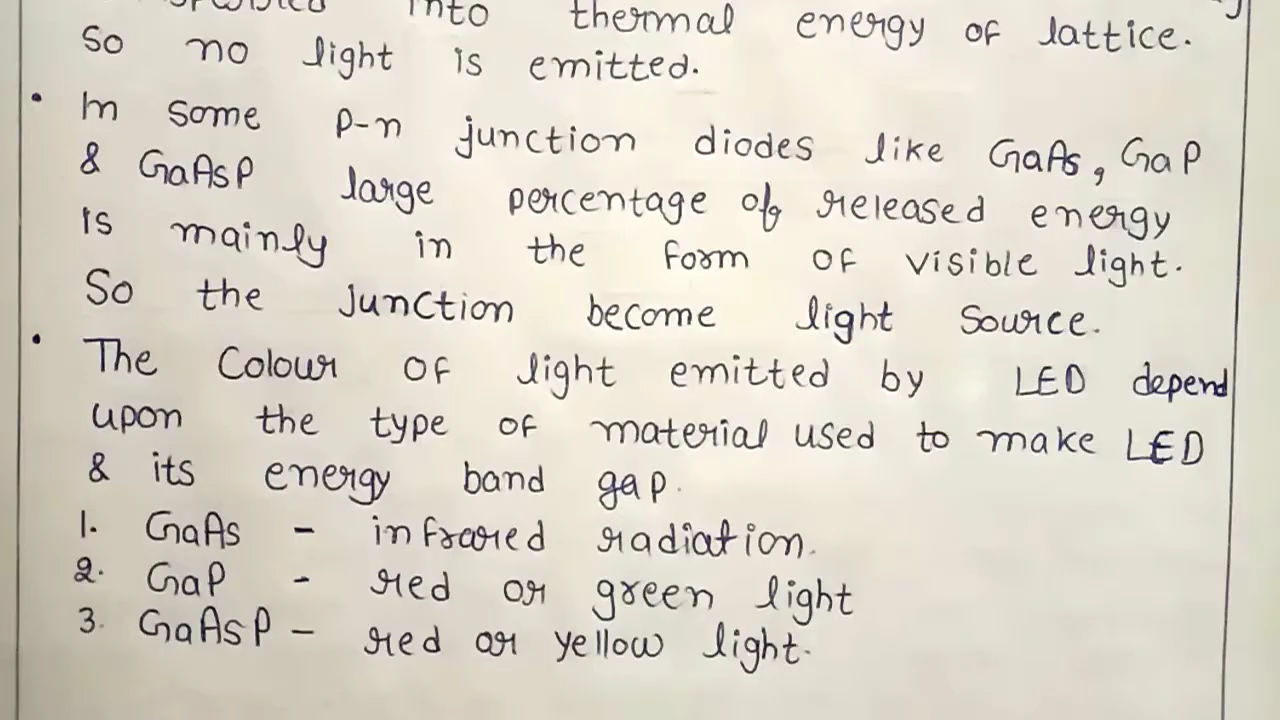 into thermal energy of lattice.
So no light is emitted.
• In some p-n junction diodes like GaAs, GaP
& GaAsP large percentage of released energy
is mainly in the form of visible light.
So the junction become light source.
• The Colour of light emitted by LED depend
upon the type of material used to make LED
& its energy band gap.
1. GaAs - infrared radiation.
2. GaP - red or green light
3. GaAsP - red or yellow light.